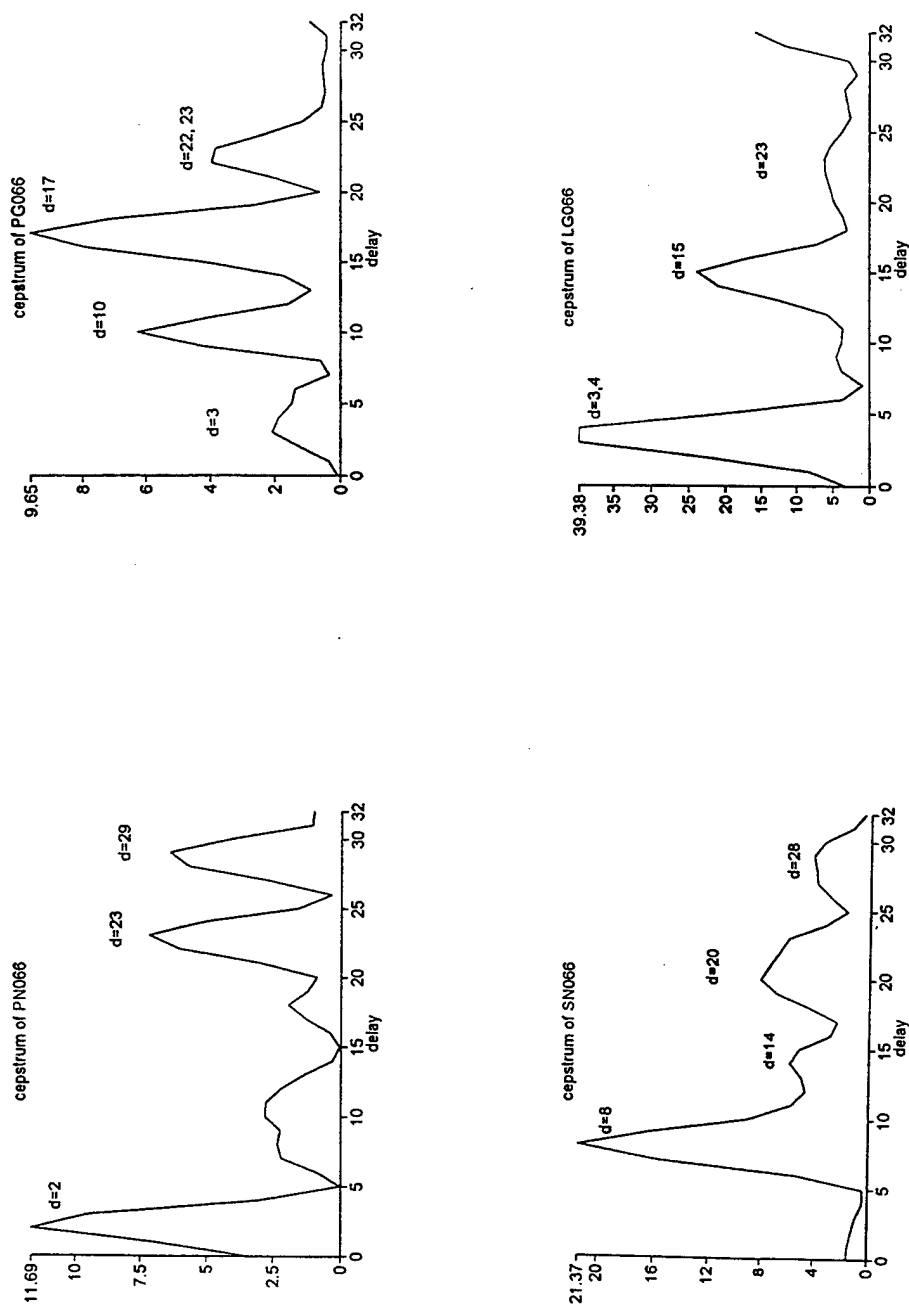 cepstrum of PN066
11.69
10
7.5
2.5
0
d=2
d=23
d=29
0 5 10 15 20 25 30 32
delay
cepstrum of PG066
9.65
8
6
4
2
0
d=3
d=10
d=17
d=22, 23
0 5 10 15 20 25 30 32
delay
cepstrum of SN066
21.37
20
16
12
8
4
0
d=8
d=14
d=20
d=28
0 5 10 15 20 25 30 32
delay
cepstrum of LG066
39.38
35
30
25
20
15
10
5
0
d=3,4
d=15
d=23
0 5 10 15 20 25 30 32
delay